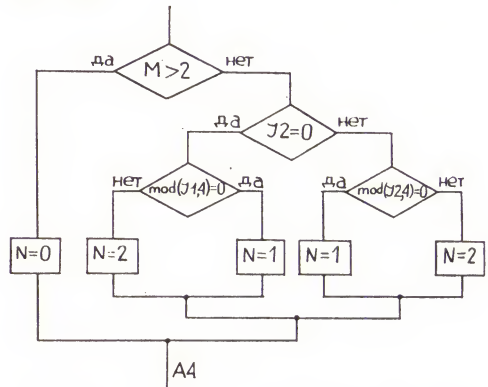 да
M>2
нет
да
J2=0
нет
нет
mod(J1,4)=0
да
да
mod(J2,4)=0
нет
N=0
N=2
N=1
N=1
N=2
A4